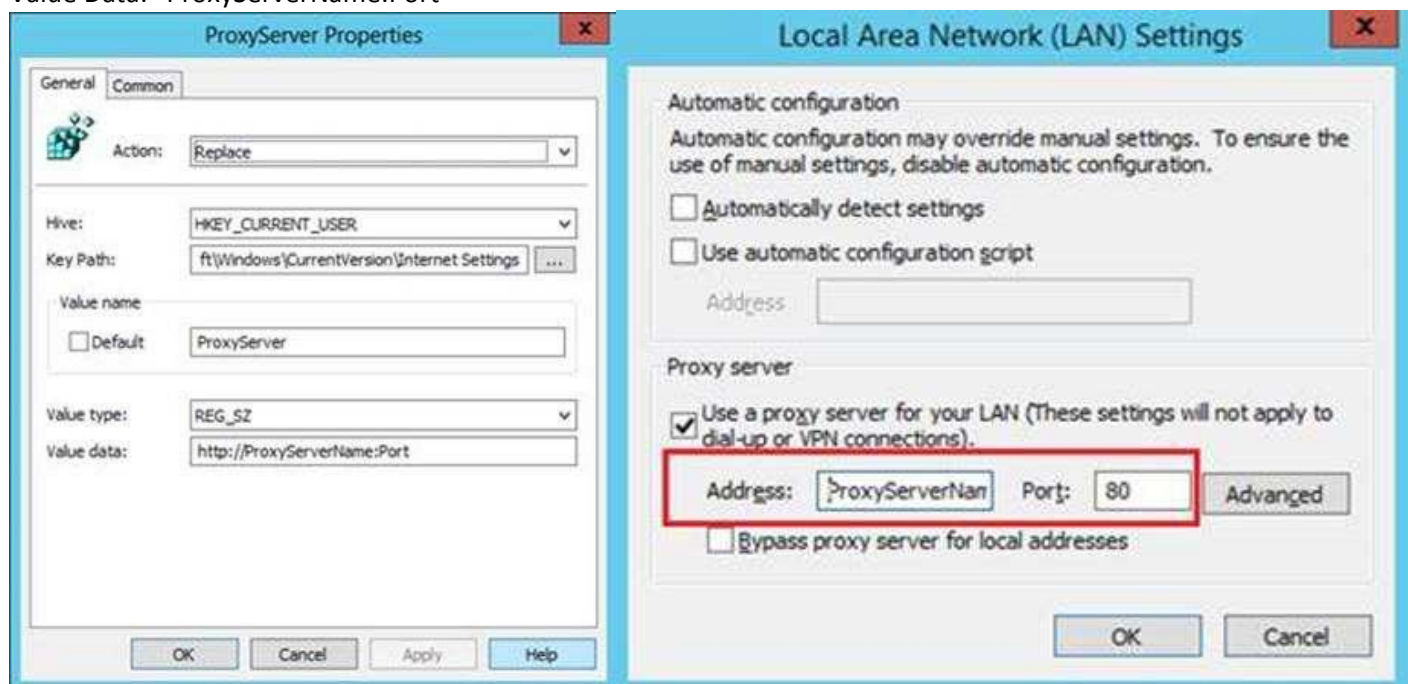 Value Data: ProxyServerName:Port
ProxyServer Properties
x
General Common
Action: Replace
Hive: HKEY_CURRENT_USER
Key Path: ft\Windows\CurrentVersion\Internet Settings ...
Value name
Default ProxyServer
Value type: REG_SZ
Value data: http://ProxyServerName:Port
OK Cancel Apply Help
Local Area Network (LAN) Settings
x
Automatic configuration
Automatic configuration may override manual settings. To ensure the
use of manual settings, disable automatic configuration.
Automatically detect settings
Use automatic configuration script
Address
Proxy server
Use a proxy server for your LAN (These settings will not apply to
dial-up or VPN connections).
Address: ProxyServerNam Port: 80 Advanced
Bypass proxy server for local addresses
OK Cancel